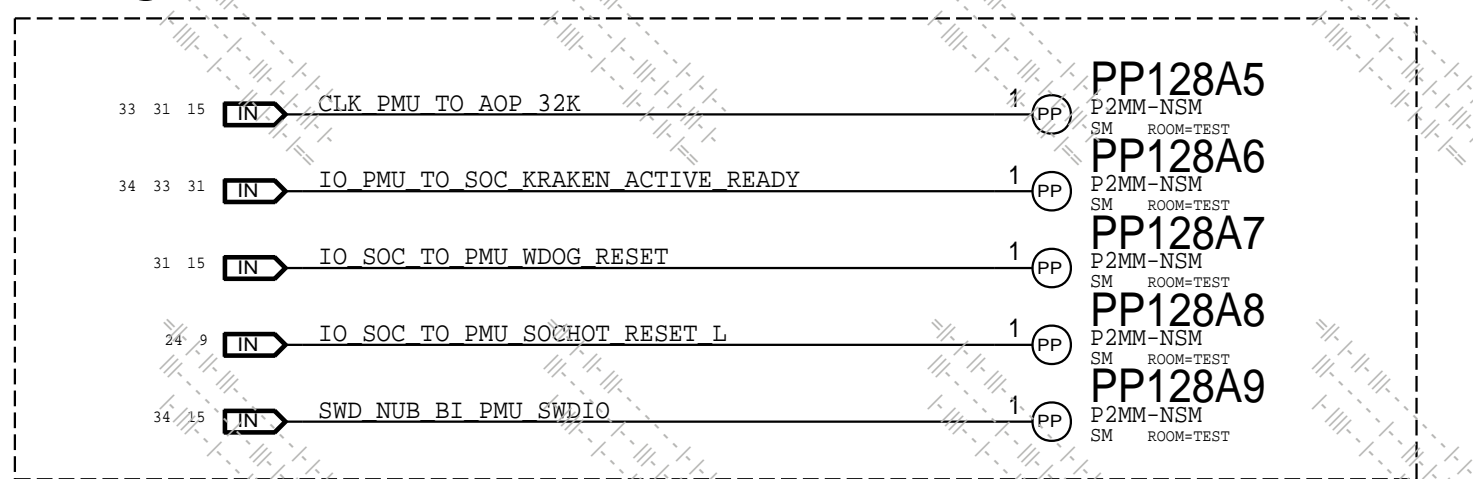 PP128A5
33 31 15 IN CLK_PMU_TO_AOP_32K 1 PP P2MM-NSM
SM ROOM=TEST
PP128A6
34 33 31 IN IO_PMU_TO_SOC_KRAKEN_ACTIVE_READY 1 PP P2MM-NSM
SM ROOM=TEST
PP128A7
31 15 IN IO_SOC_TO_PMU_WDOG_RESET 1 PP P2MM-NSM
SM ROOM=TEST
PP128A8
24 9 IN IO_SOC_TO_PMU_SOCHOT_RESET_L 1 PP P2MM-NSM
SM ROOM=TEST
PP128A9
34 15 IN SWD_NUB_BI_PMU_SWDIO 1 PP P2MM-NSM
SM ROOM=TEST